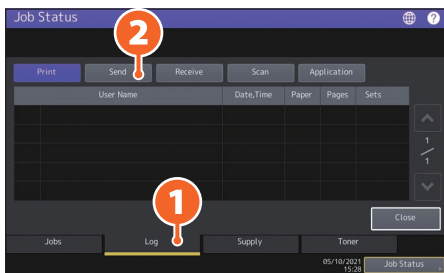 Job Status
?
2
Print Send Receive Scan Application
User Name Date,Time Paper Pages Sets
1
1
1
Close
Jobs Log Supply Toner
05/10/2021
15:28
Job Status